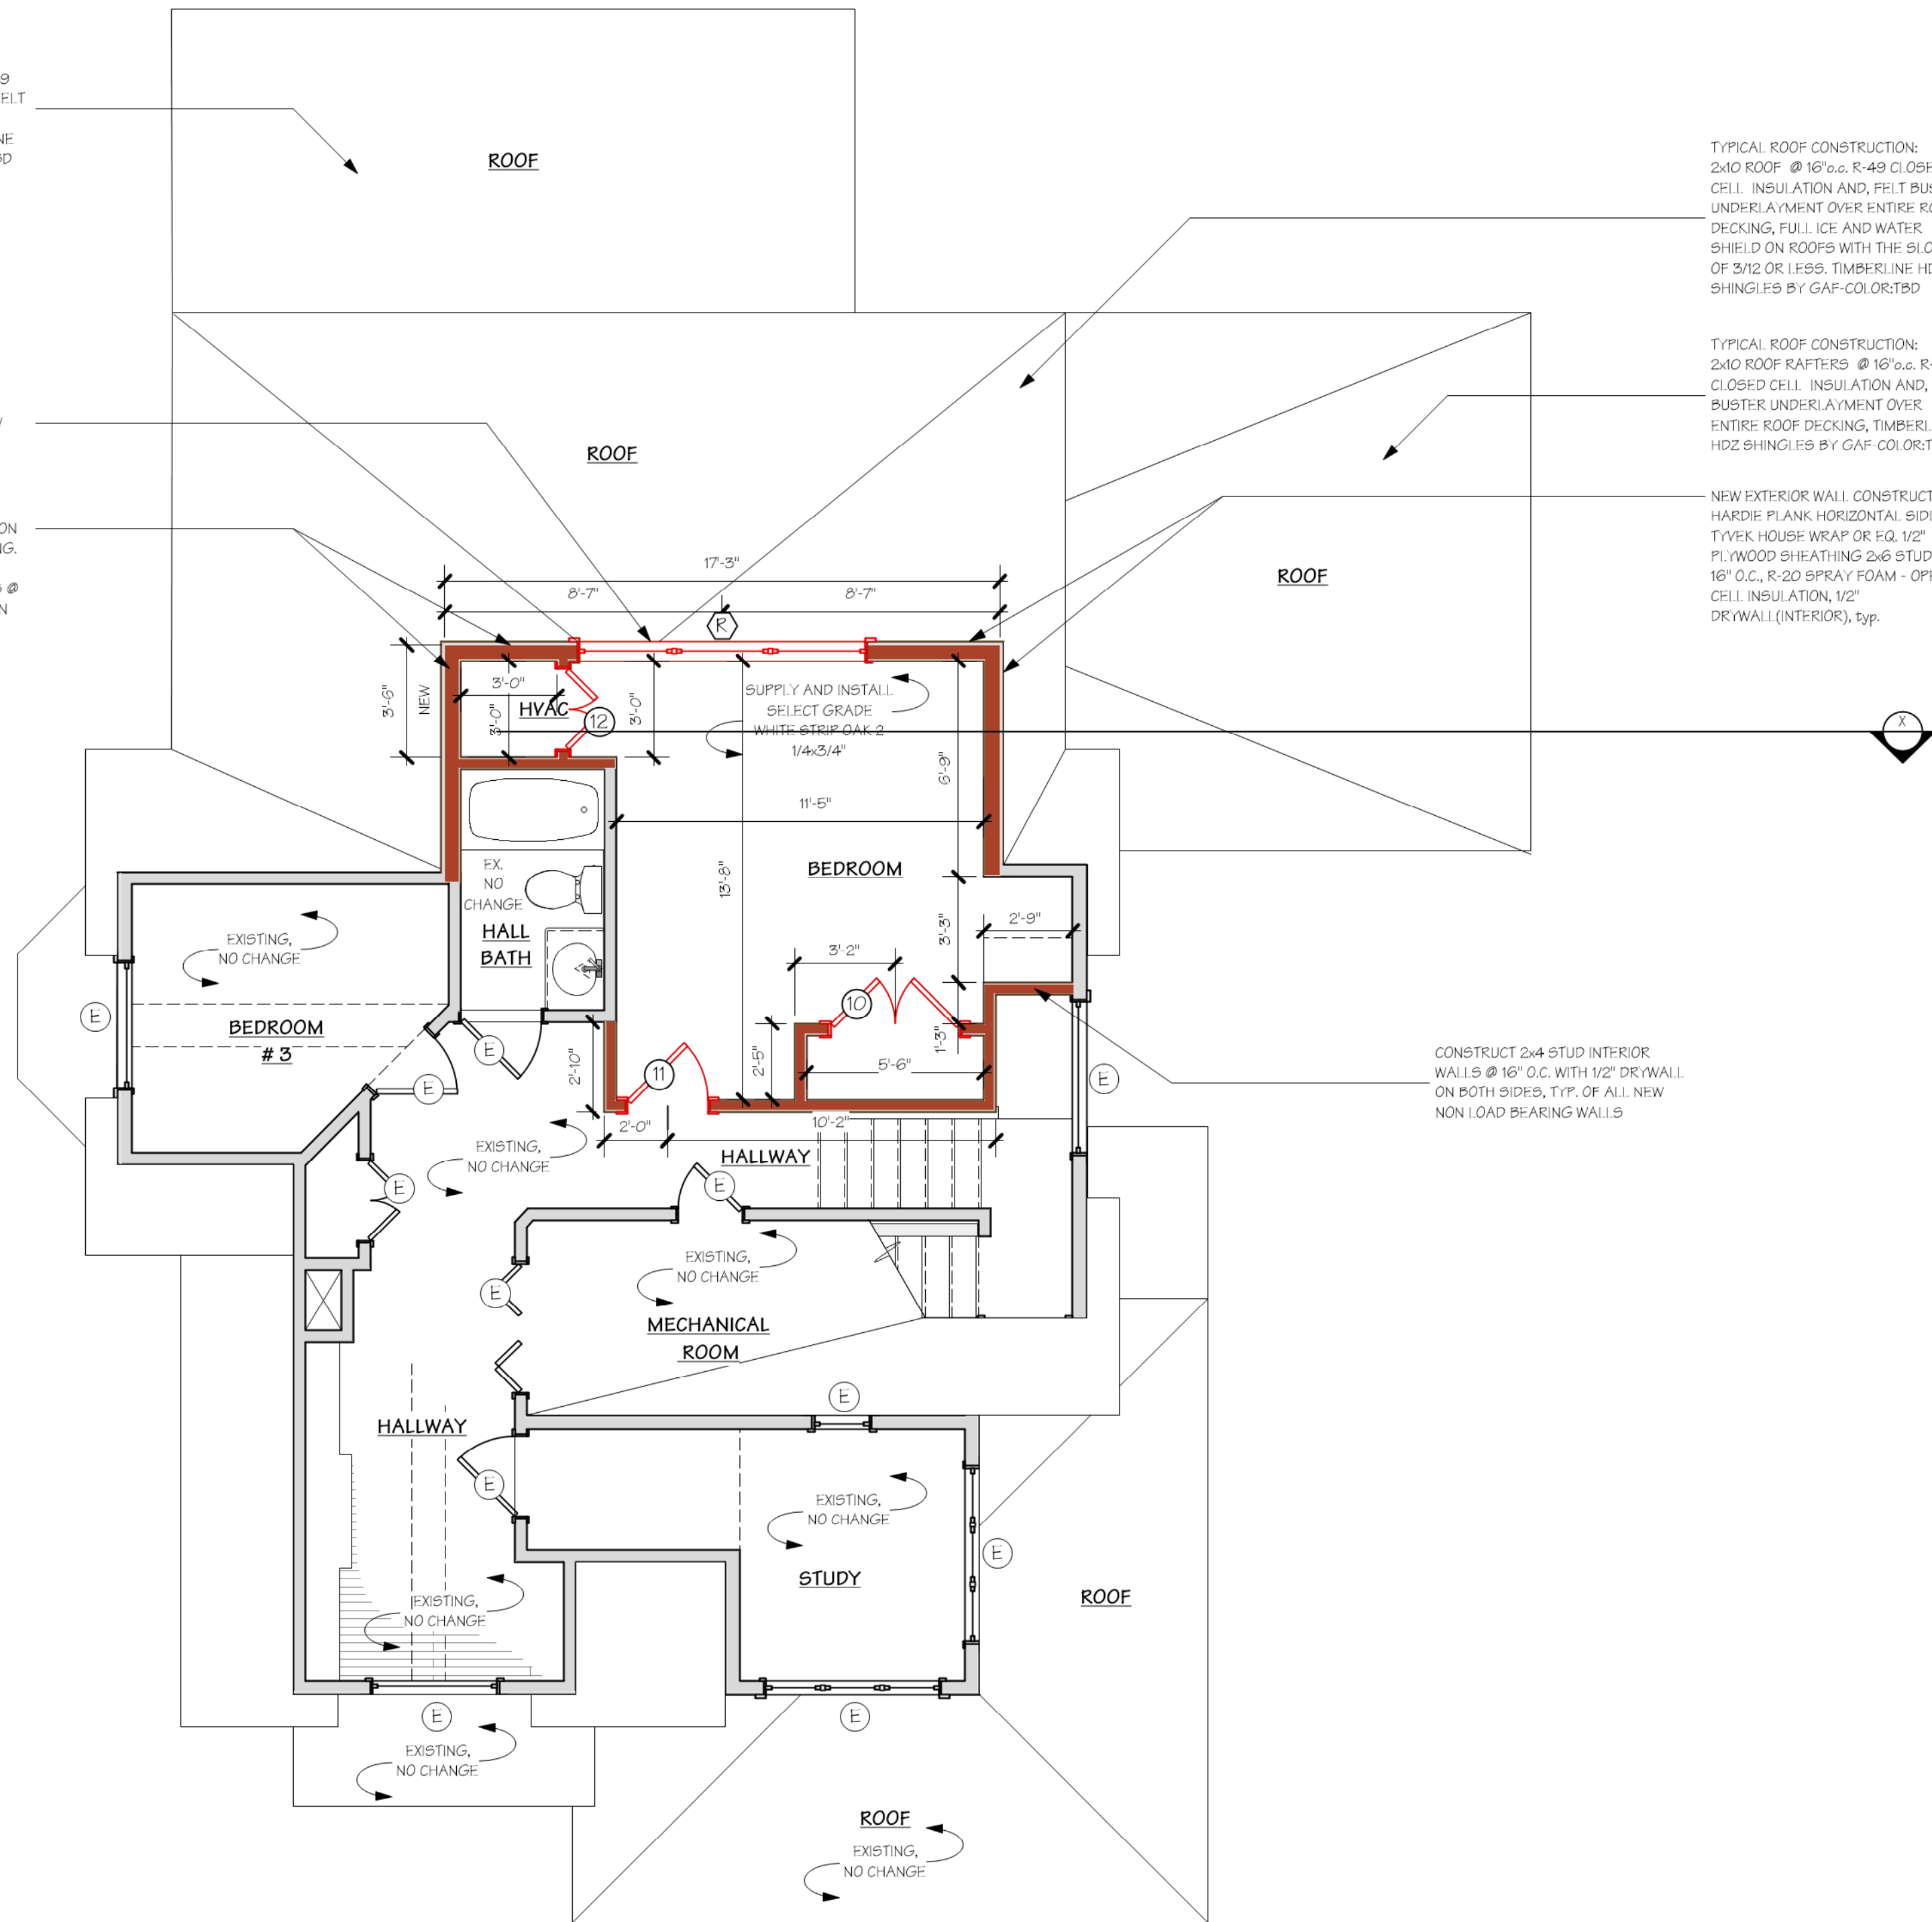 9
ELT
NE
BD
ROOF
TYPICAL ROOF CONSTRUCTION:
2x10 ROOF @ 16"o.c. R-49 CLOSE
CELL INSULATION AND, FELT BUS
UNDERLAYMENT OVER ENTIRE RO
DECKING, FULL ICE AND WATER
SHIELD ON ROOFS WITH THE SLO
OF 3/12 OR LESS. TIMBERLINE HD
SHINGLES BY GAF-COLOR:TBD
TYPICAL ROOF CONSTRUCTION:
2x10 ROOF RAFTERS @ 16"o.c. R-
CLOSED CELL INSULATION AND,
BUSTER UNDERLAYMENT OVER
ENTIRE ROOF DECKING, TIMBERL
HDZ SHINGLES BY GAF-COLOR:T
ROOF
ON
NG.
S @
N
NEW EXTERIOR WALL CONSTRUCT
HARDIE PLANK HORIZONTAL SIDI
TYVEK HOUSE WRAP OR EQ. 1/2"
PLYWOOD SHEATHING 2x6 STUD
16" O.C., R-20 SPRAY FOAM - OP
CELL INSULATION, 1/2"
DRYWALL(INTERIOR), typ.
ROOF
17'-3"
8'-7"
8'-7"
R
3'-6"
NEW
3'-0"
3'-0"
HVAC
12
3'-0"
SUPPLY AND INSTALL
SELECT GRADE
WHITE STRIP OAK 2
1/4x3/4"
X
6'-9"
11'-5"
13'-8"
BEDROOM
EX.
NO
CHANGE
HALL
BATH
3'-3"
2'-9"
3'-2"
10
EXISTING,
NO CHANGE
E
BEDROOM
# 3
E
E
11
2'-10"
2'-5"
1'-3"
5'-6"
E
CONSTRUCT 2x4 STUD INTERIOR
WALLS @ 16" O.C. WITH 1/2" DRYWALL
ON BOTH SIDES, TYP. OF ALL NEW
NON LOAD BEARING WALLS
2'-0"
10'-2"
EXISTING,
NO CHANGE
HALLWAY
E
E
EXISTING,
NO CHANGE
E
MECHANICAL
ROOM
E
HALLWAY
E
EXISTING,
NO CHANGE
E
STUDY
ROOF
EXISTING,
NO CHANGE
E
E
EXISTING,
NO CHANGE
ROOF
EXISTING,
NO CHANGE